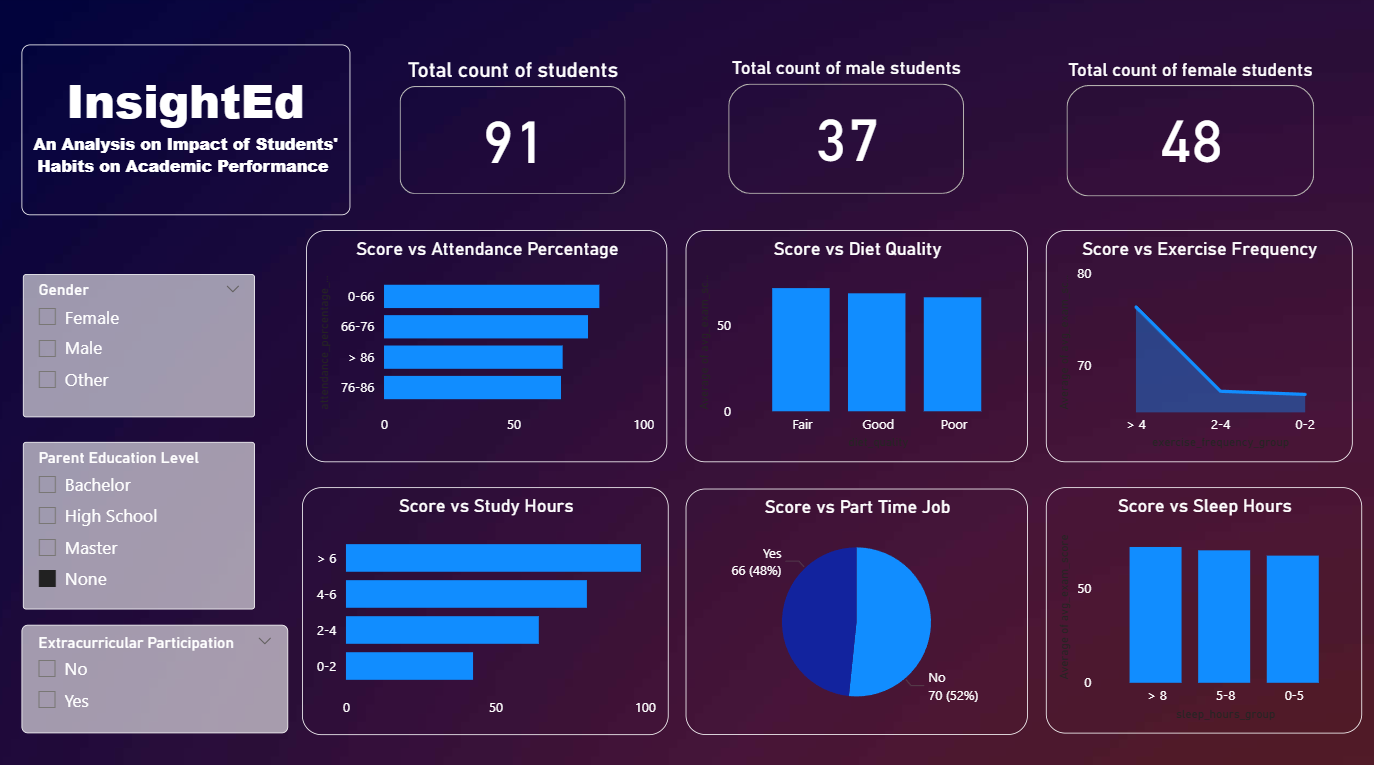 InsightEd
An Analysis on Impact of Students'
Habits on Academic Performance
Total count of students
91
Total count of male students
37
Total count of female students
48
Gender
Female
Male
Other
Parent Education Level
Bachelor
High School
Master
None
Extracurricular Participation
No
Yes
Score vs Attendance Percentage
0-66
66-76
> 86
76-86
0
50
100
Score vs Diet Quality
50
0
Fair
Good
Poor
Score vs Exercise Frequency
80
70
> 4
2-4
0-2
Score vs Study Hours
> 6
4-6
2-4
0-2
0
50
100
Score vs Part Time Job
Yes
66 (48%)
No
70 (52%)
Score vs Sleep Hours
50
0
> 8
5-8
0-5
sleep_hours_group